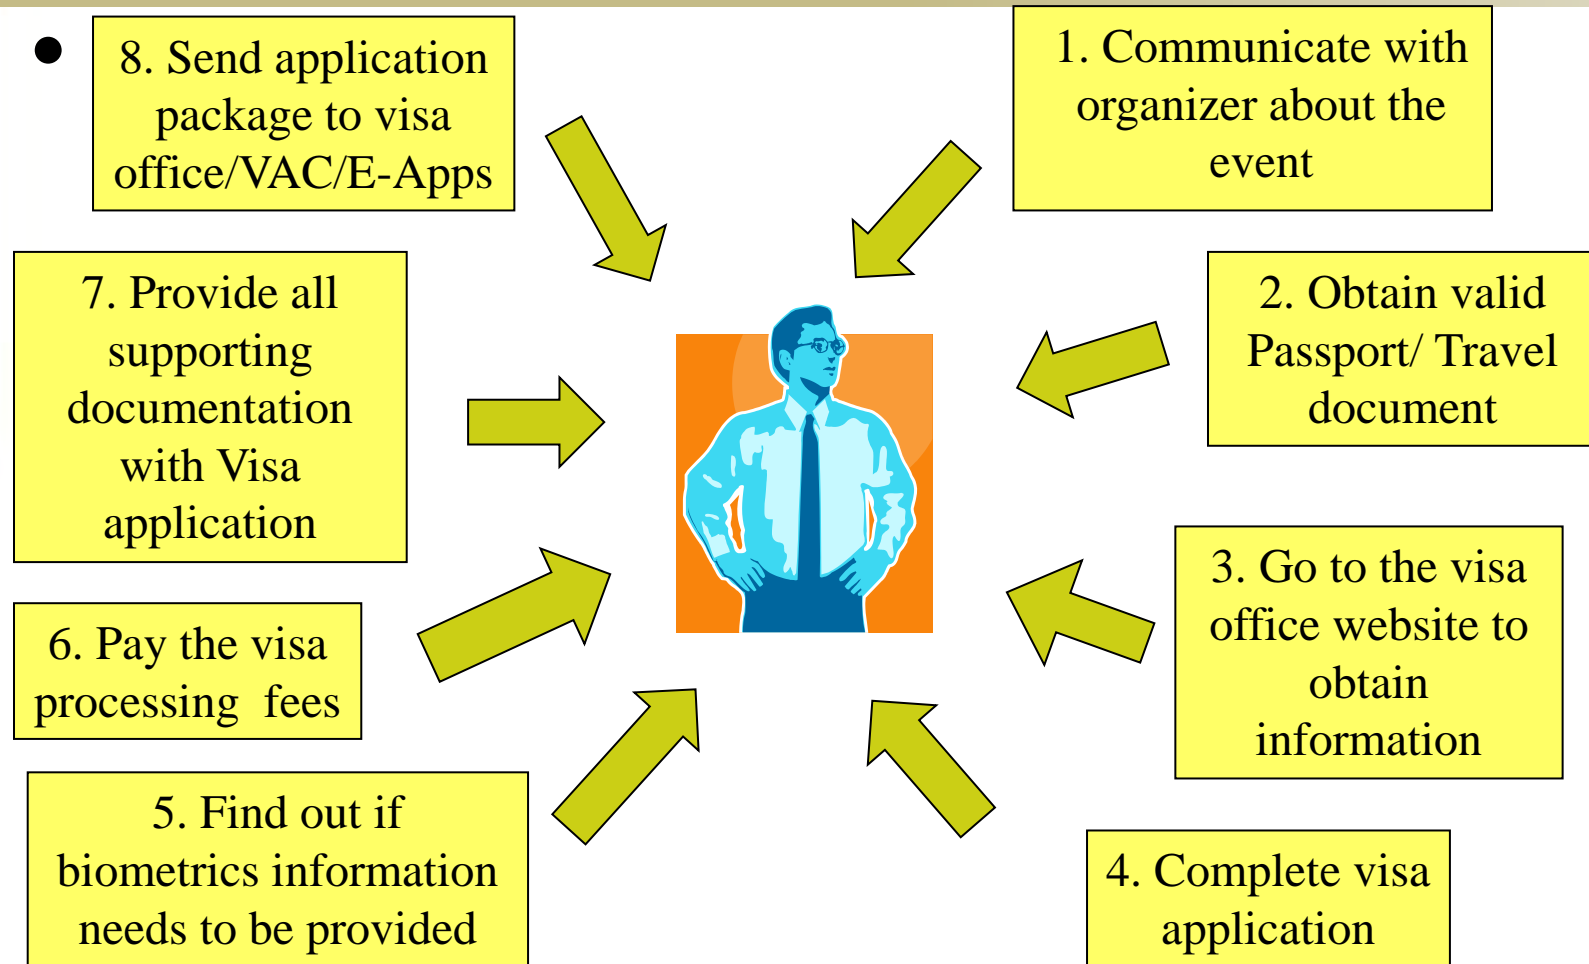 1. Communicate with
organizer about the
event
2. Obtain valid
Passport/ Travel
document
3. Go to the visa
office website to
obtain
information
4. Complete visa
application
5. Find out if
biometrics information
needs to be provided
6. Pay the visa
processing  fees
7. Provide all
supporting
documentation
with Visa
application
8. Send application
package to visa
office/VAC/E-Apps